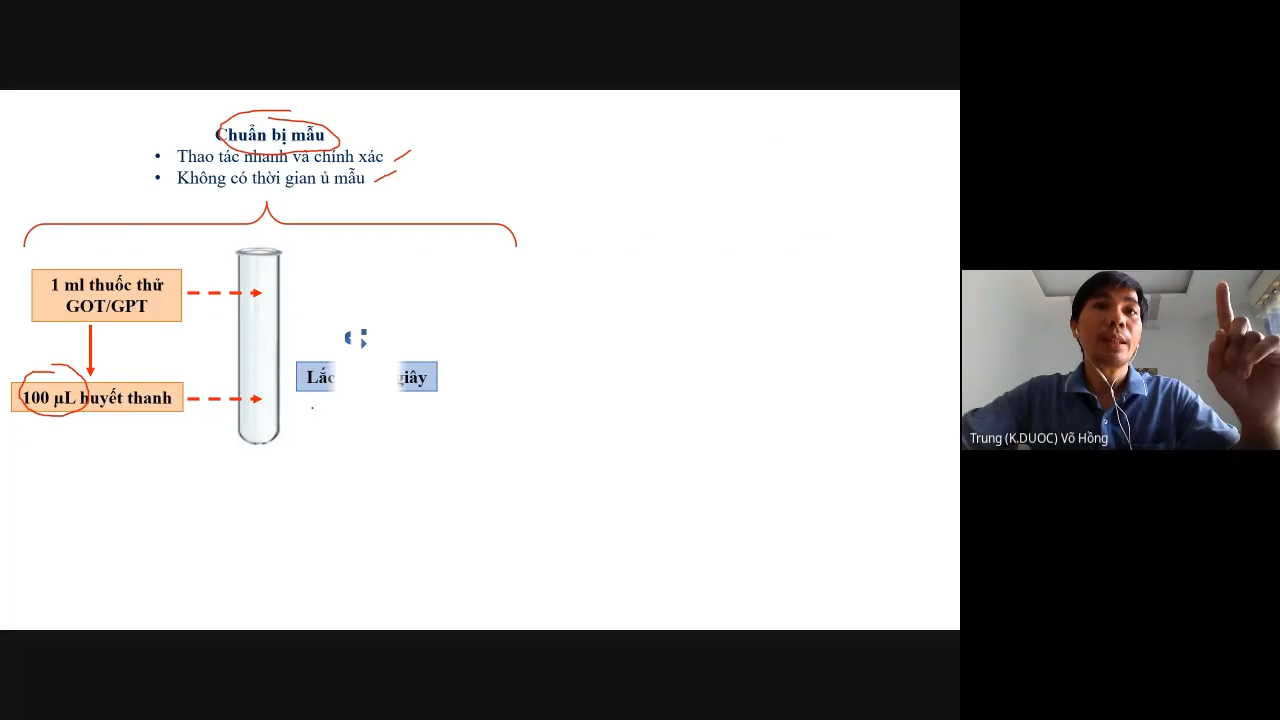 Chuẩn bị mẫu
• Thao tác nhanh và chính xác
• Không có thời gian ủ mẫu
1 ml thuốc thử
GOT/GPT
100 µL huyết thanh
Lắc
giây
Trung (K.DUOC) Võ Hồng